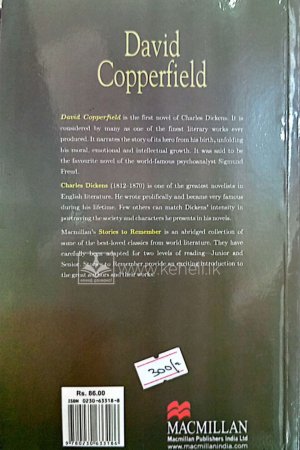 David
Copperfield
David Copperfield is the first novel of Charles Dickens. It is
considered by many as one of the finest literary works ever
produced. It narrates the story of its hero from his birth, unfolding
his moral, emotional and intellectual growth. It was said to be
the favourite novel of the world-famous psychoanalyst Sigmund
Freud.
Charles Dickens (1812-1870) is one of the greatest novelists in
English literature. He wrote prolifically and became very famous
during his lifetime. Few others can match Dickens' intensity in
portraying the society and characters he presents in his novels.
Macmillan's Stories to Remember is an abridged collection of
some of the best-loved classics from world literature. They have
carefully been adapted for two levels of reading–Junior and
Senior. Stories to Remember provide an exciting introduction to
the great authors and their works.
www.keheli.lk
300/-
Rs. 86.00
ISBN 0230-63318-8
9780230633186
MACMILLAN
Macmillan Publishers India Ltd
www.macmillanindia.com